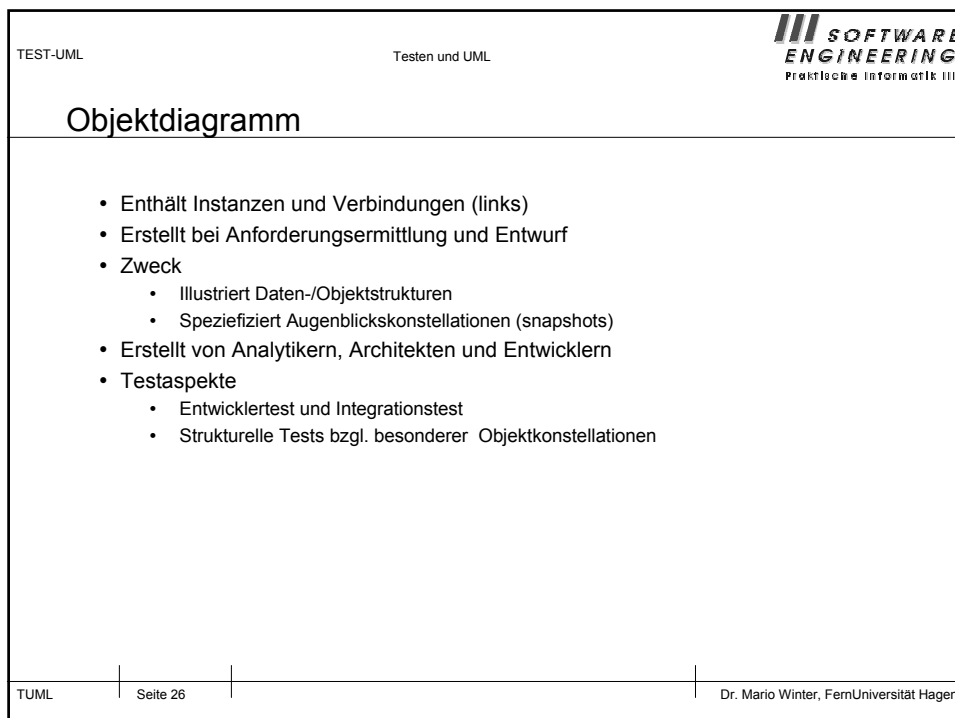 TEST-UML
Testen und UML
SOFTWARE
ENGINEERING
Praktische Informatik III
Objektdiagramm
• Enthält Instanzen und Verbindungen (links)
• Erstellt bei Anforderungsermittlung und Entwurf
• Zweck
• Illustriert Daten-/Objektstrukturen
• Speziefiziert Augenblickskonstellationen (snapshots)
• Erstellt von Analytikern, Architekten und Entwicklern
• Testaspekte
• Entwicklertest und Integrationstest
• Strukturelle Tests bzgl. besonderer Objektkonstellationen
TUML
Seite 26
Dr. Mario Winter, FernUniversität Hagen